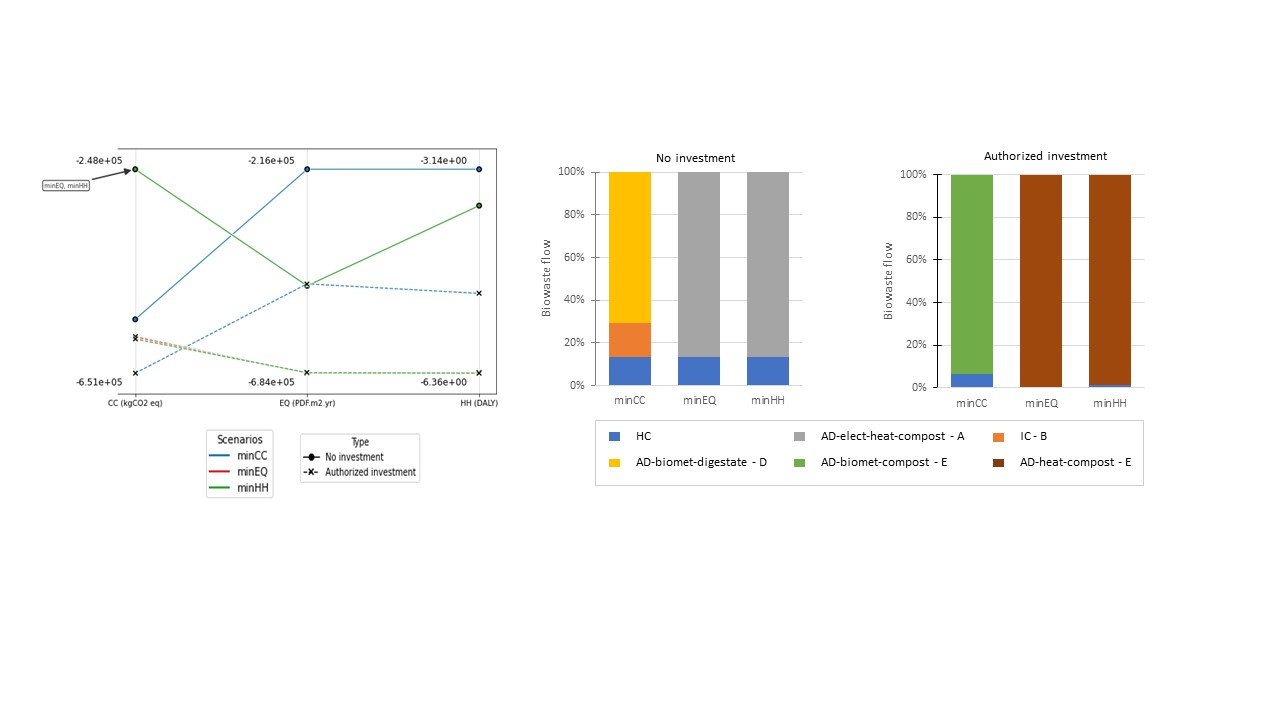 -2.48e+05
-2.16e+05
-3.14e+00
minEQ, minHH
-6.51e+05
-6.84e+05
-6.36e+00
CC (kgCO2 eq)
EQ (PDF.m2.yr)
HH (DALY)
Scenarios
minCC
minEQ
minHH
Type
No investment
Authorized investment
No investment
100%
80%
60%
40%
20%
0%
Biowaste flow
minCC
minEQ
minHH
Authorized investment
100%
80%
60%
40%
20%
0%
Biowaste flow
minCC
minEQ
minHH
HC
AD-elect-heat-compost - A
IC - B
AD-biomet-digestate - D
AD-biomet-compost - E
AD-heat-compost - E